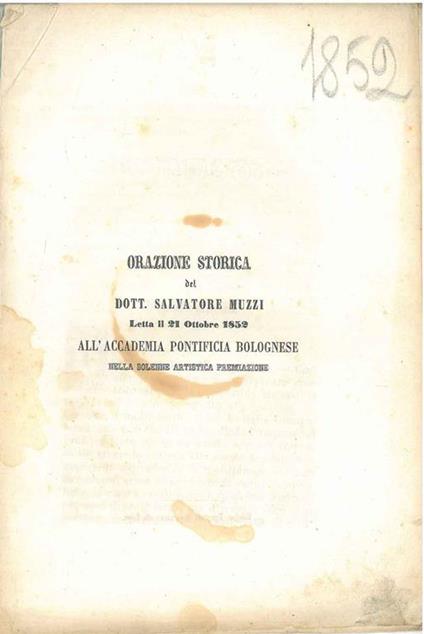 1852
ORAZIONE STORICA
del
DOTT. SALVATORE MUZZI
Letta il 21 Ottobre 1852
ALL'ACCADEMIA PONTIFICIA BOLOGNESE
NELLA SOLENNE ARTISTICA PREMIAZIONE